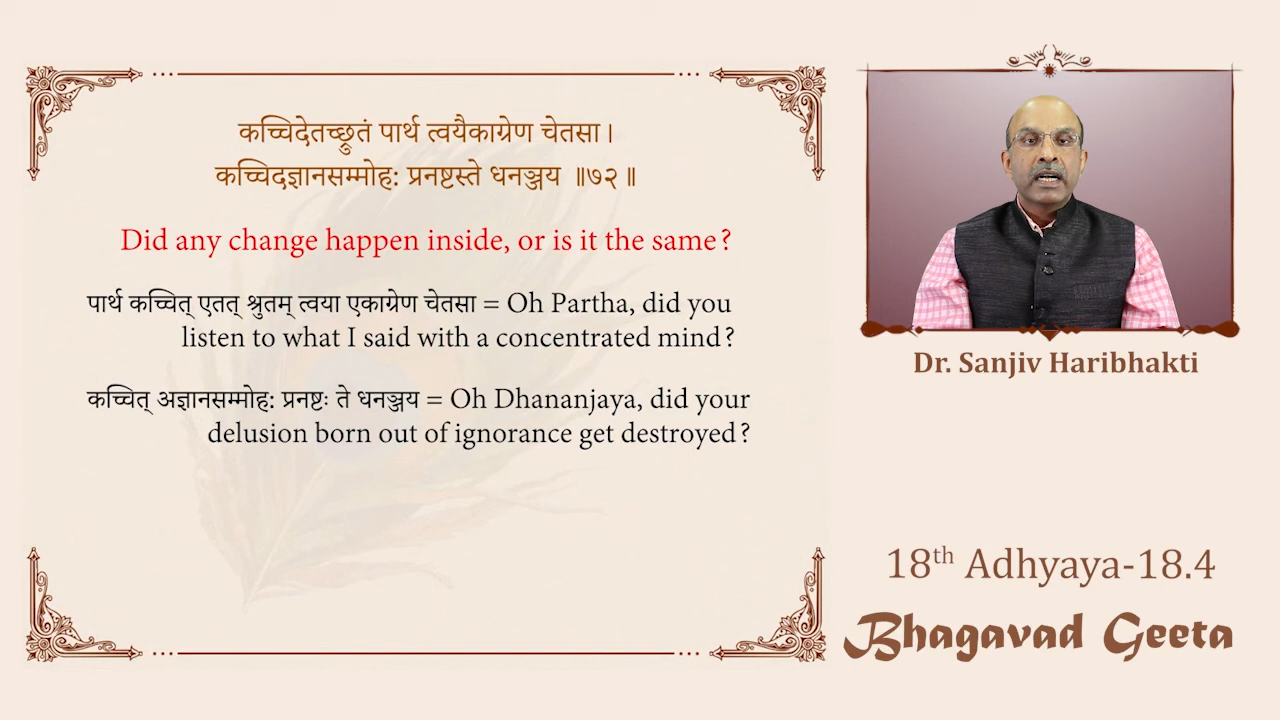 कच्चिदेतच्छ्रुतं पार्थ त्वयैकाग्रेण चेतसा।
कच्चिदज्ञानसम्मोह: प्रनष्टस्ते धनञ्जय ॥७२॥
Did any change happen inside, or is it the same?
पार्थ कच्चित् एतत् श्रुतम् त्वया एकाग्रेण चेतसा = Oh Partha, did you
listen to what I said with a concentrated mind?
कच्चित् अज्ञानसम्मोह: प्रनष्टः ते धनञ्जय = Oh Dhananjaya, did your
delusion born out of ignorance get destroyed?
Dr. Sanjiv Haribhakti
18th Adhyaya-18.4
Bhagavad Geeta